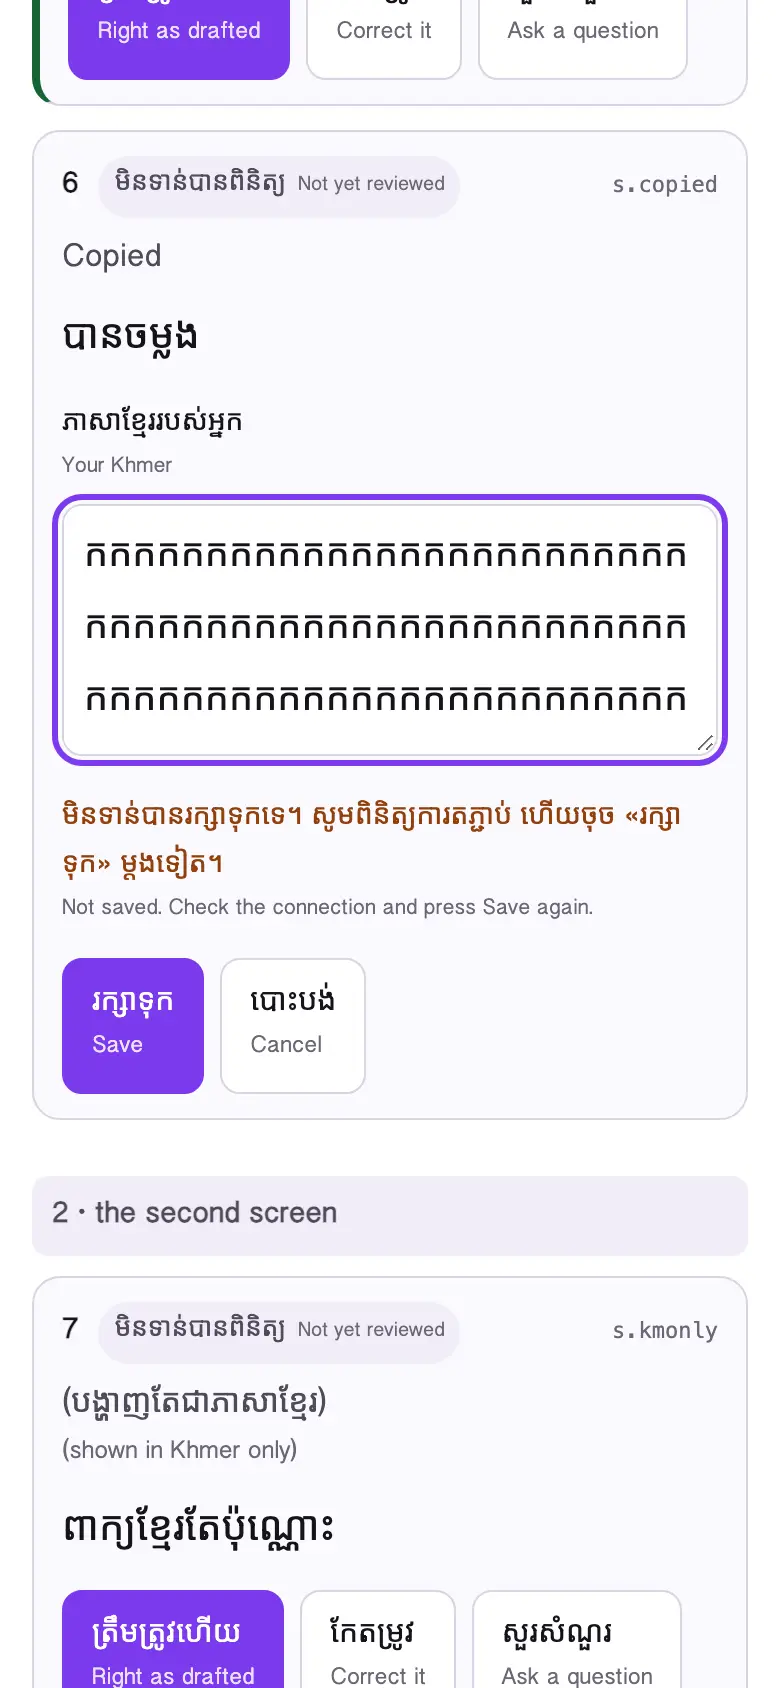 Right as drafted
Correct it
Ask a question
6 មិនទាន់បានពិនិត្យ Not yet reviewed s.copied
Copied
បានចម្លង
ភាសាខ្មែររបស់អ្នក
Your Khmer
កកកកកកកកកកកកកកកកកកកកកកកកក
កកកកកកកកកកកកកកកកកកកកកកកកក
កកកកកកកកកកកកកកកកកកកកកកកកក
មិនទាន់បានរក្សាទុកទេ។ សូមពិនិត្យការតភ្ជាប់ ហើយចុច «រក្សា
ទុក» ម្តងទៀត។
Not saved. Check the connection and press Save again.
រក្សាទុក
Save
បោះបង់
Cancel
2 · the second screen
7 មិនទាន់បានពិនិត្យ Not yet reviewed s.kmonly
(បង្ហាញតែជាភាសាខ្មែរ)
(shown in Khmer only)
ពាក្យខ្មែរតែប៉ុណ្ណោះ
ត្រឹមត្រូវហើយ
Right as drafted
កែតម្រូវ
Correct it
សួរសំណួរ
Ask a question